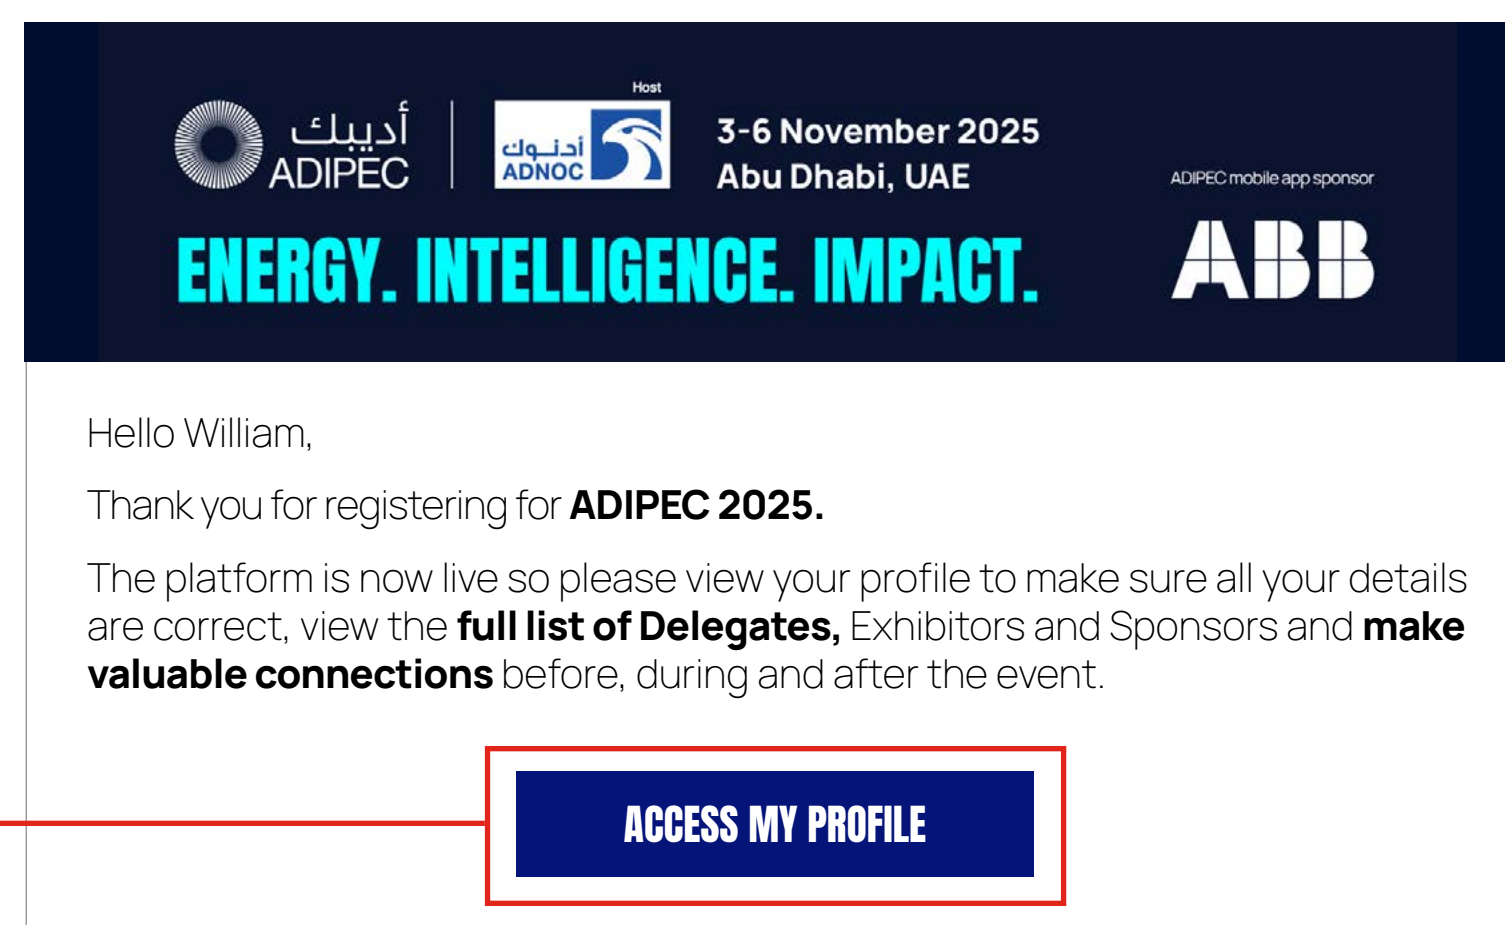 Host
أديبك
ADIPEC
أدنوك
ADNOC
3-6 November 2025
Abu Dhabi, UAE
ADIPEC mobile app sponsor
ABB
ENERGY. INTELLIGENCE. IMPACT.
Hello William,
Thank you for registering for ADIPEC 2025.
The platform is now live so please view your profile to make sure all your details
are correct, view the full list of Delegates, Exhibitors and Sponsors and make
valuable connections before, during and after the event.
ACCESS MY PROFILE